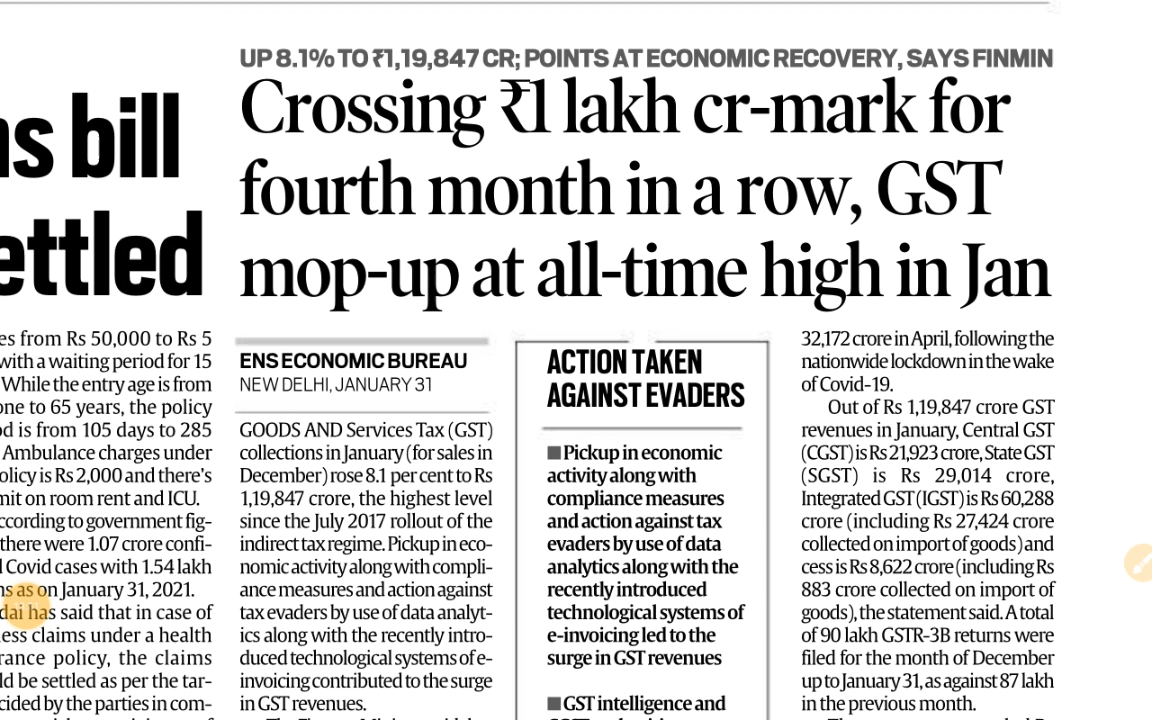 UP 8.1% TO ₹1,19,847 CR; POINTS AT ECONOMIC RECOVERY, SAYS FINMIN
Crossing ₹1 lakh cr-mark for
fourth month in a row, GST
mop-up at all-time high in Jan
bill
es from Rs 50,000 to Rs 5
with a waiting period for 15
While the entry age is from
one to 65 years, the policy
od is from 105 days to 285
Ambulance charges under
olicy is Rs 2,000 and there's
mit on room rent and ICU.
ccording to government fig-
there were 1.07 crore confi-
l Covid cases with 1.54 lakh
ns as on January 31, 2021.
dai has said that in case of
ess claims under a health
rance policy, the claims
ld be settled as per the tar-
cided by the parties in com-
ENS ECONOMIC BUREAU
NEW DELHI, JANUARY 31
GOODS AND Services Tax (GST)
collections in January (for sales in
December) rose 8.1 per cent to Rs
1,19,847 crore, the highest level
since the July 2017 rollout of the
indirect tax regime. Pickup in eco-
nomic activity along with compli-
ance measures and action against
tax evaders by use of data analyt-
ics along with the recently intro-
duced technological systems of e-
invoicing contributed to the surge
in GST revenues.
ACTION TAKEN
AGAINST EVADERS
■ Pickup in economic
activity along with
compliance measures
and action against tax
evaders by use of data
analytics along with the
recently introduced
technological systems of
e-invoicing led to the
surge in GST revenues
■ GST intelligence and
32,172 crore in April, following the
nationwide lockdown in the wake
of Covid-19.
Out of Rs 1,19,847 crore GST
revenues in January, Central GST
(CGST) is Rs 21,923 crore, State GST
(SGST) is Rs 29,014 crore,
Integrated GST (IGST) is Rs 60,288
crore (including Rs 27,424 crore
collected on import of goods) and
cess is Rs 8,622 crore (including Rs
883 crore collected on import of
goods), the statement said. A total
of 90 lakh GSTR-3B returns were
filed for the month of December
up to January 31, as against 87 lakh
in the previous month.